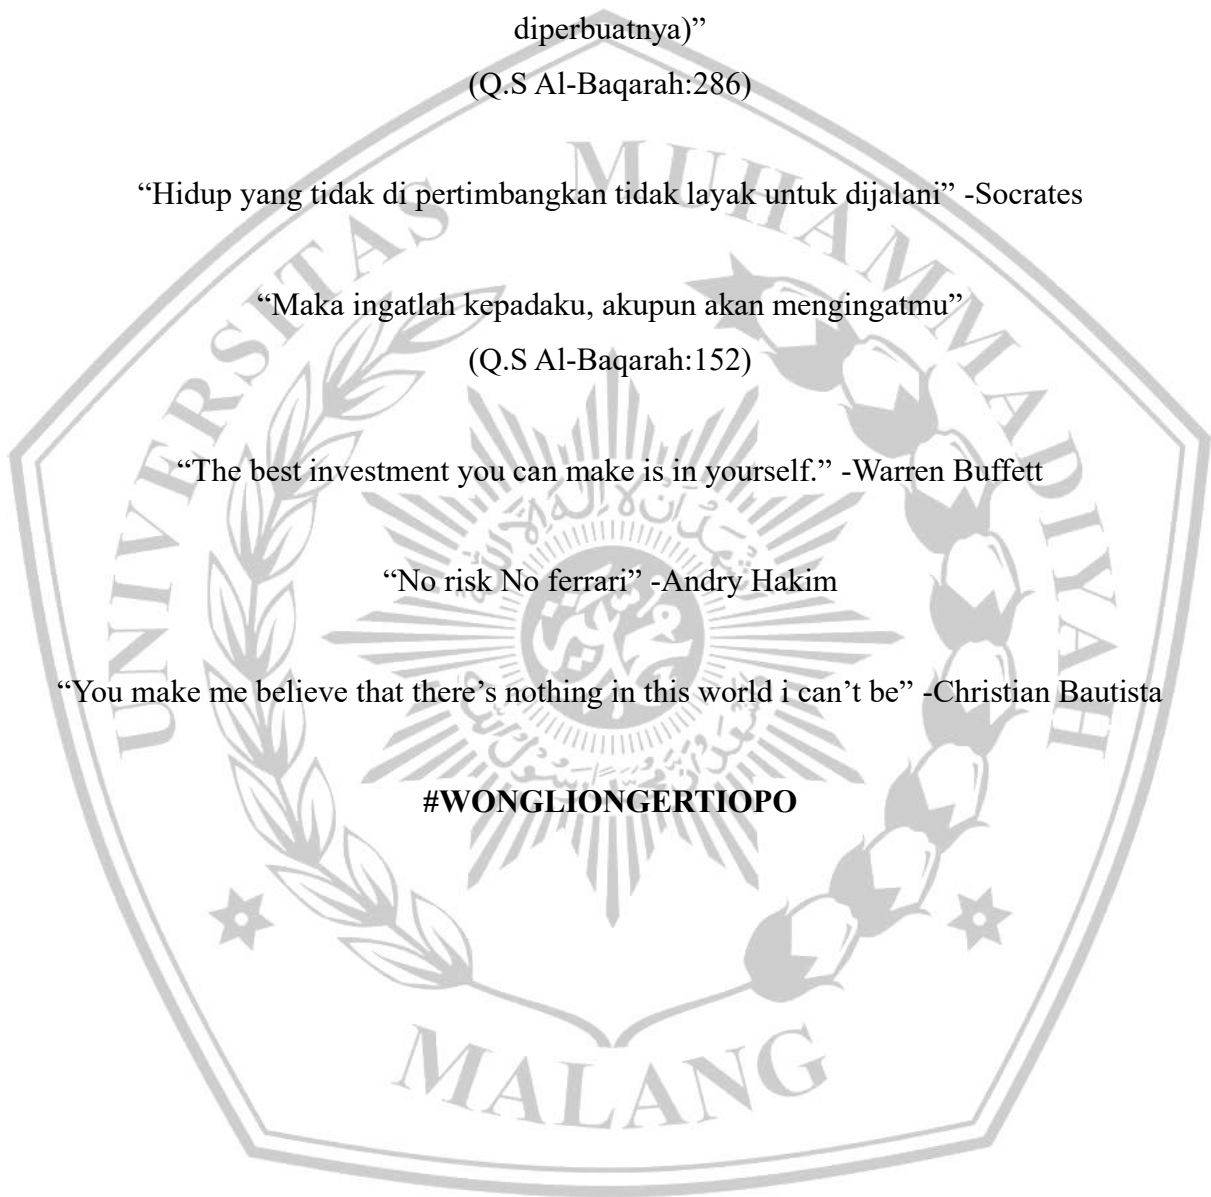 diperbuatnya)”
(Q.S Al-Baqarah:286)
“Hidup yang tidak di pertimbangkan tidak layak untuk dijalani” -Socrates
“Maka ingatlah kepadaku, akupun akan mengingatmu”
(Q.S Al-Baqarah:152)
“The best investment you can make is in yourself.” -Warren Buffett
“No risk No ferrari” -Andry Hakim
“You make me believe that there’s nothing in this world i can’t be” -Christian Bautista
#WONGLIONGERTIOPO
UNIVERSITAS MUHAMMADIYAH
MALANG